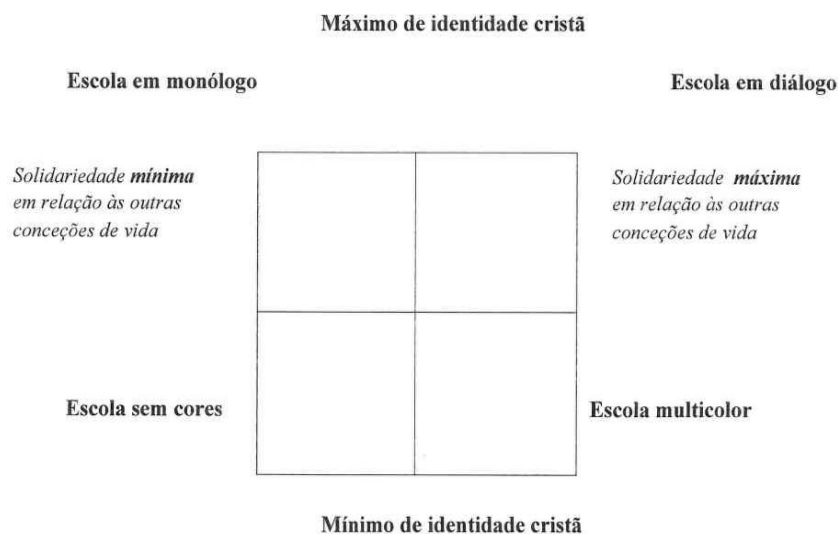 Máximo de identidade cristã
Escola em monólogo
Escola em diálogo
Solidariedade mínima
em relação às outras
conceções de vida
Solidariedade máxima
em relação às outras
conceções de vida
Escola sem cores
Escola multicolor
Mínimo de identidade cristã